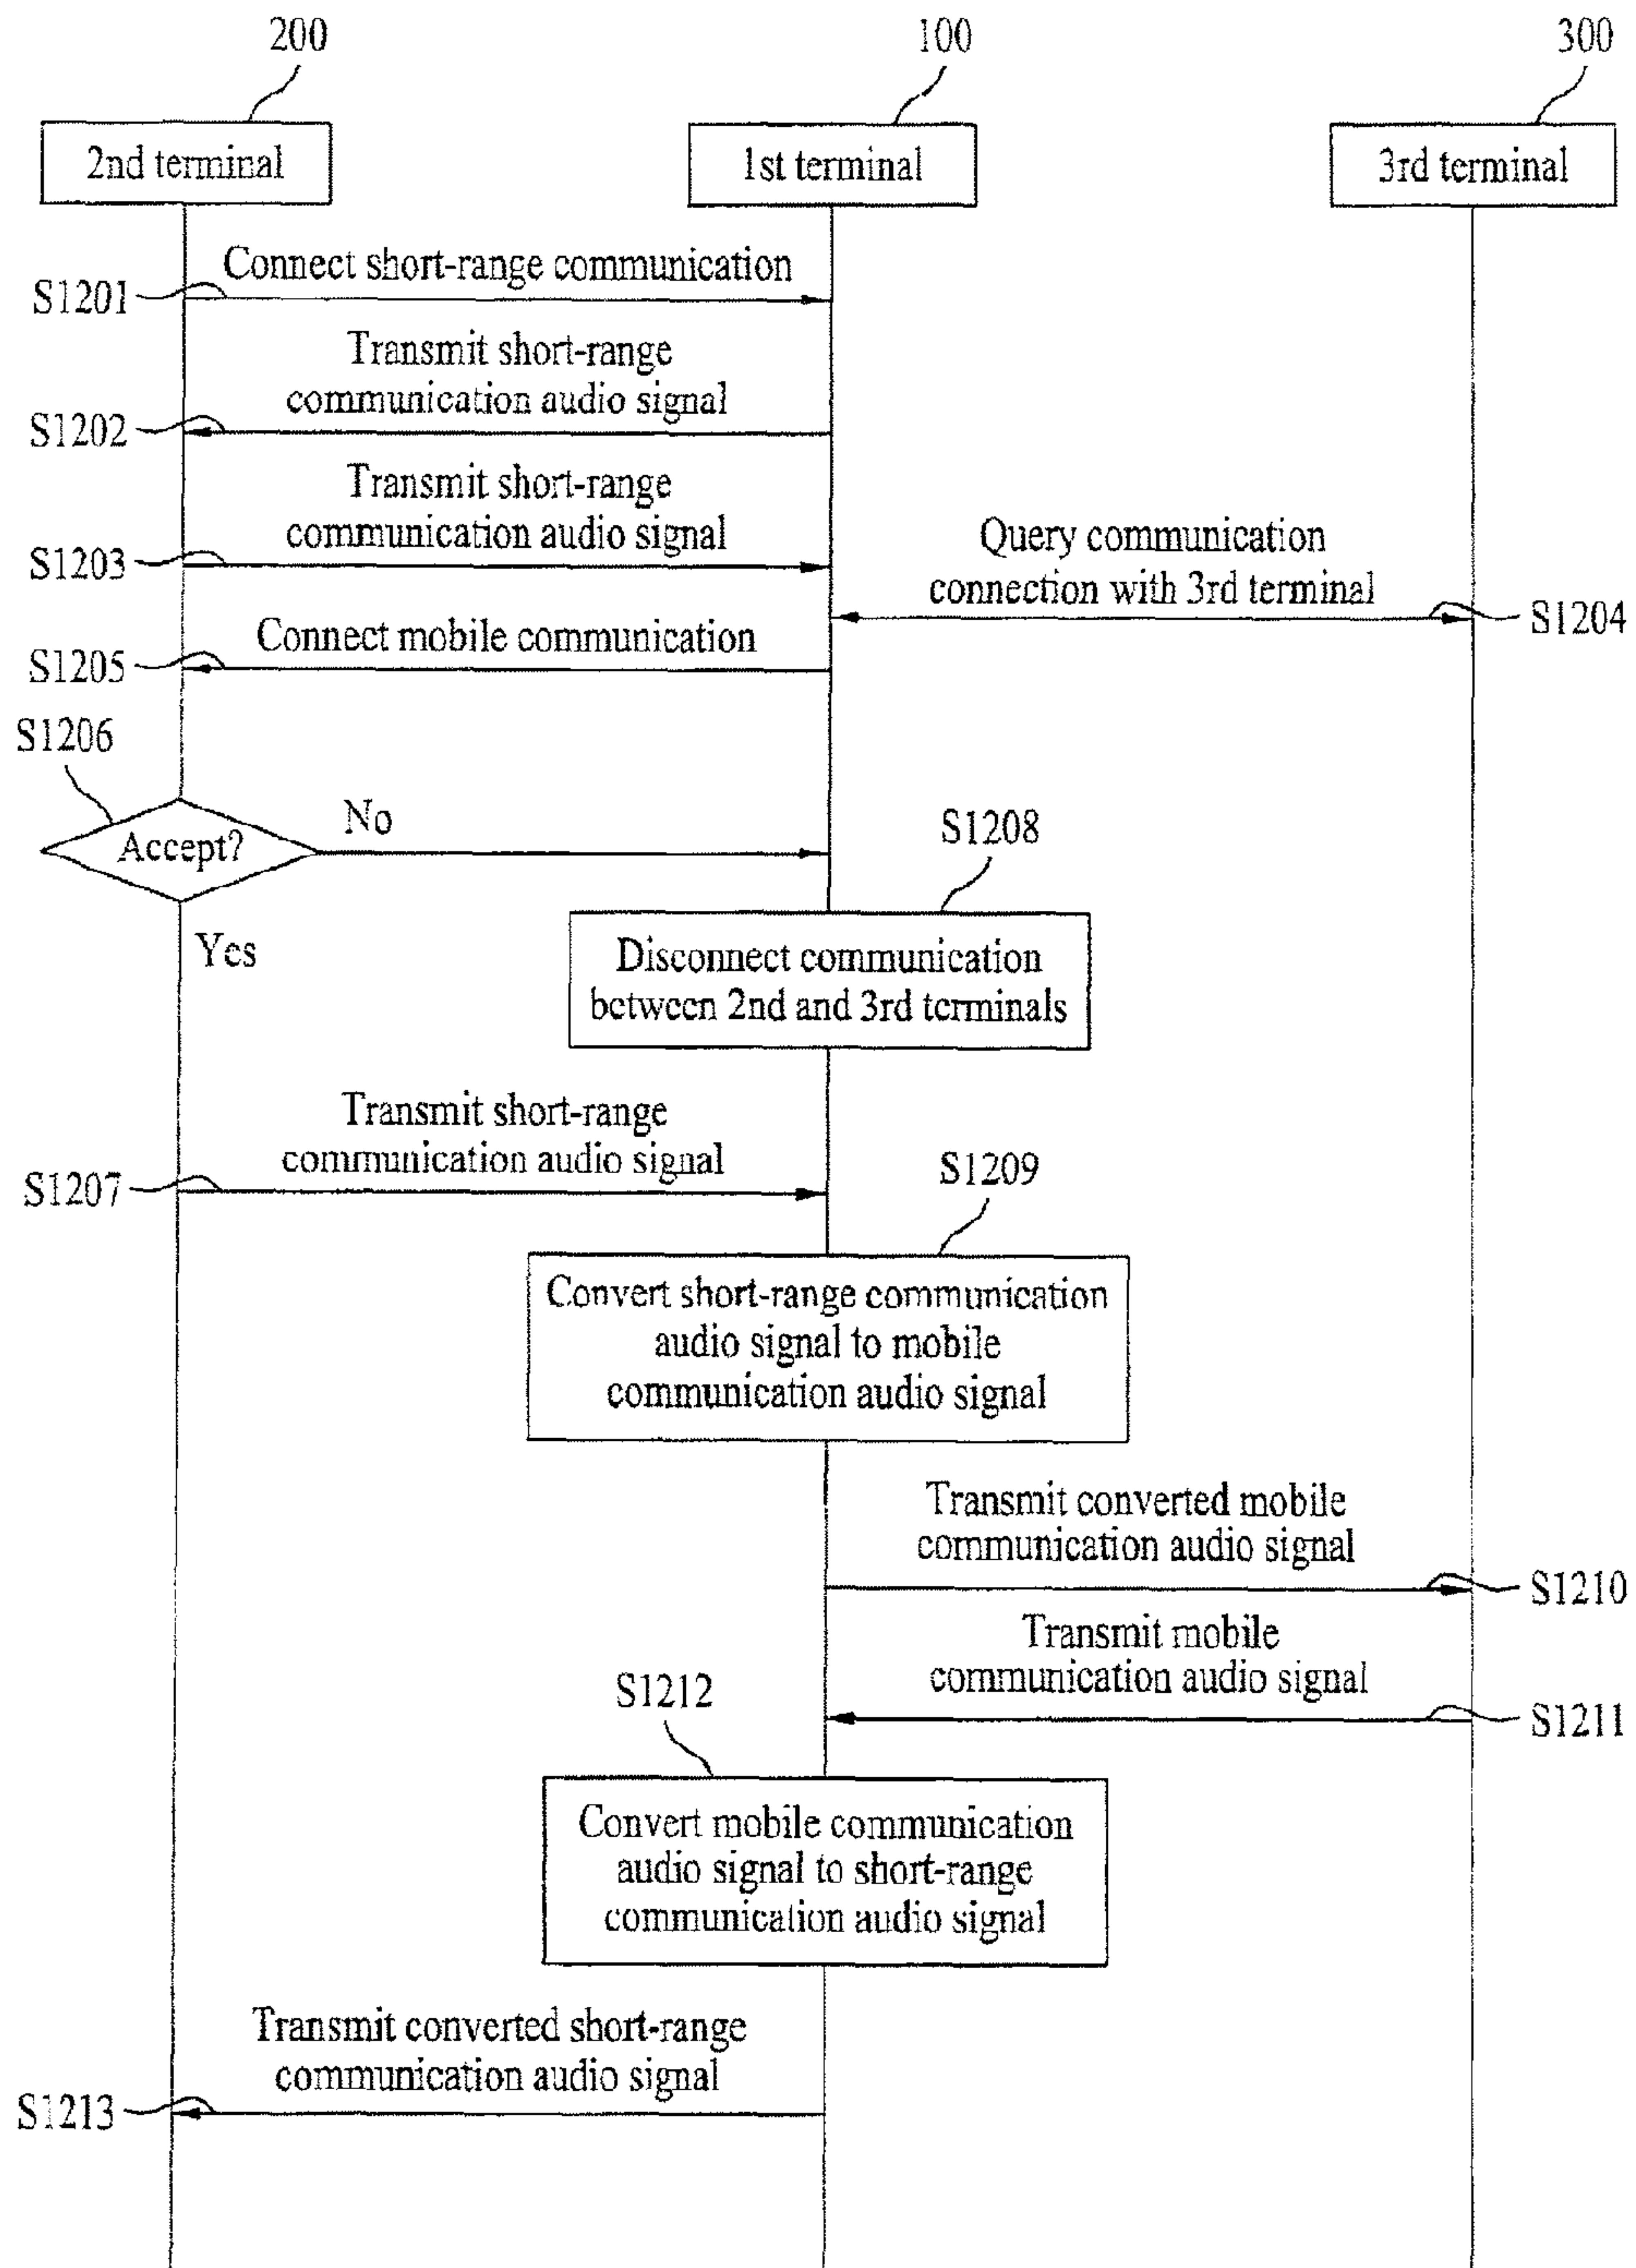 200
100
300
2nd terminal
1st terminal
3rd terminal
Connect short-range communication
S1201
Transmit short-range
communication audio signal
S1202
Transmit short-range
communication audio signal
S1203
Query communication
connection with 3rd terminal
S1204
Connect mobile communication
S1205
S1206
Accept?
No
Yes
S1208
Disconnect communication
between 2nd and 3rd terminals
Transmit short-range
communication audio signal
S1207
S1209
Convert short-range communication
audio signal to mobile
communication audio signal
Transmit converted mobile
communication audio signal
S1210
Transmit mobile
communication audio signal
S1211
S1212
Convert mobile communication
audio signal to short-range
communication audio signal
Transmit converted short-range
communication audio signal
S1213